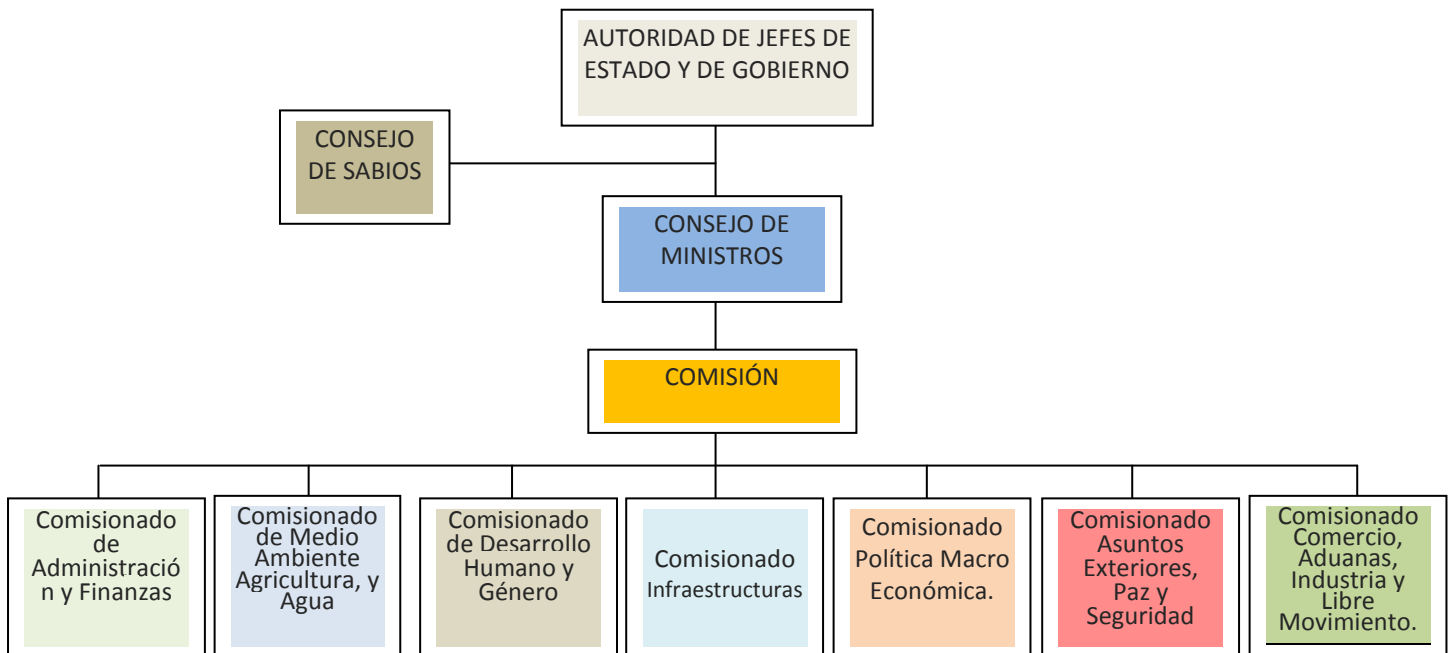 AUTORIDAD DE JEFES DE
ESTADO Y DE GOBIERNO
CONSEJO
DE SABIOS
CONSEJO DE
MINISTROS
COMISIÓN
Comisionado
de
Administració
n y Finanzas
Comisionado
de Medio
Ambiente
Agricultura, y
Agua
Comisionado
de Desarrollo
Humano y
Género
Comisionado
Infraestructuras
Comisionado
Política Macro
Económica.
Comisionado
Asuntos
Exteriores,
Paz y
Seguridad
Comisionado
Comercio,
Aduanas,
Industria y
Libre
Movimiento.